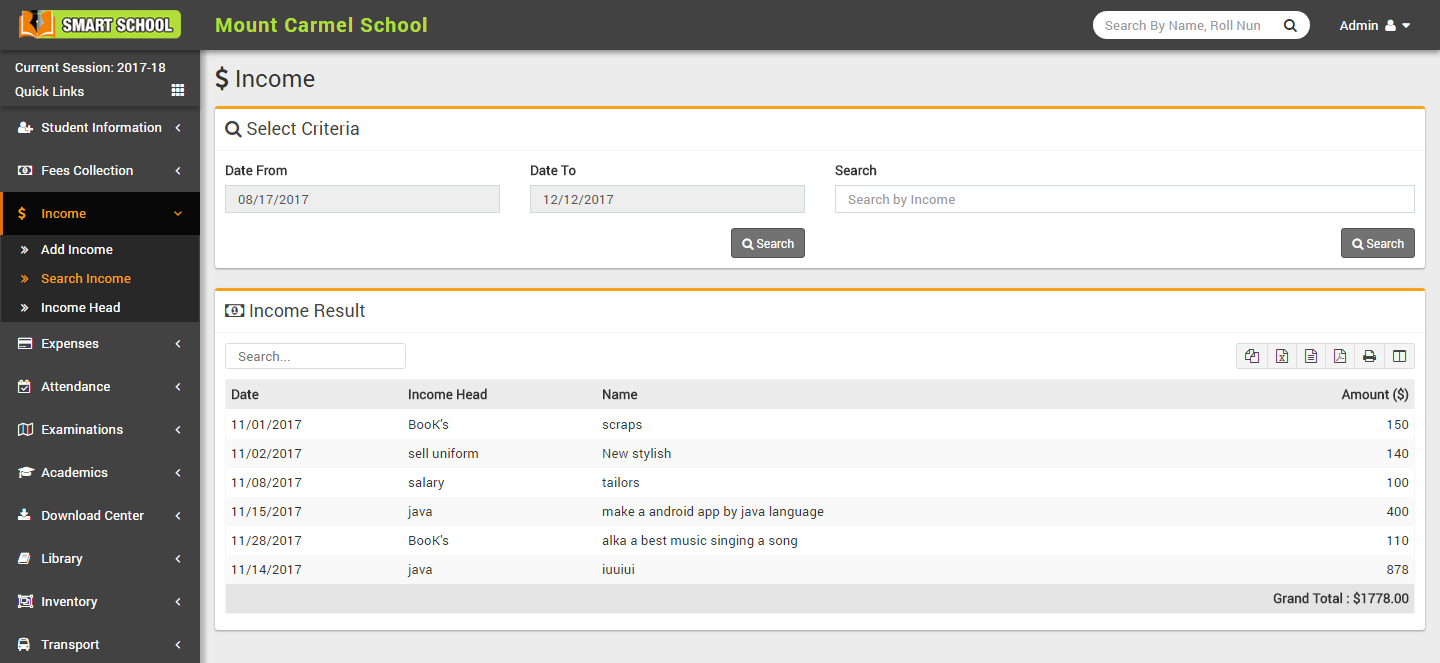 SMART SCHOOL
Mount Carmel School
Search By Name, Roll Nun
Admin
Current Session: 2017-18
Quick Links
Student Information
Fees Collection
Income
Add Income
Search Income
Income Head
Expenses
Attendance
Examinations
Academics
Download Center
Library
Inventory
Transport
$ Income
Select Criteria
Date From Date To Search
08/17/2017 12/12/2017 Search by Income
Search Search
Income Result
Search...
Date Income Head Name Amount ($)
11/01/2017 BooK's scraps 150
11/02/2017 sell uniform New stylish 140
11/08/2017 salary tailors 100
11/15/2017 java make a android app by java language 400
11/28/2017 BooK's alka a best music singing a song 110
11/14/2017 java iuuiui 878
Grand Total : $1778.00